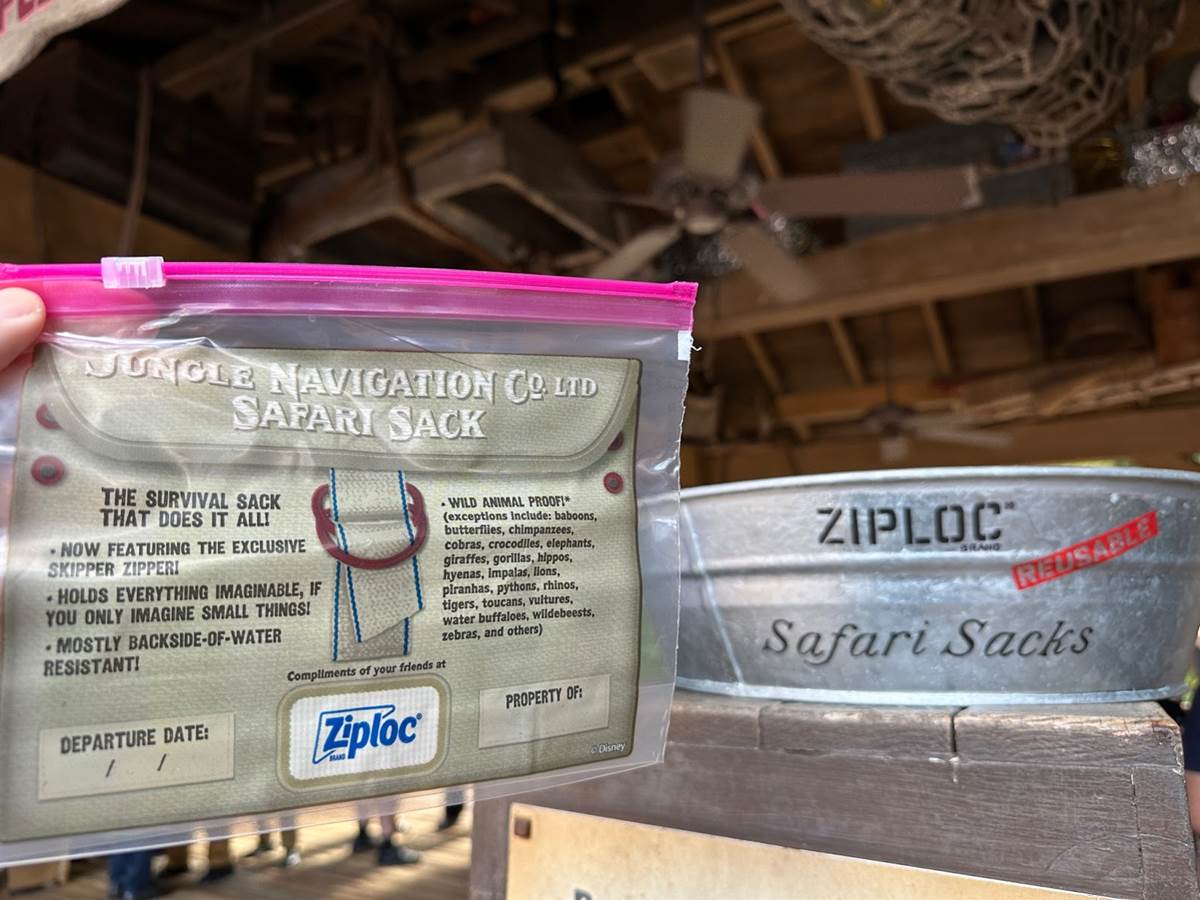 JUNGLE NAVIGATION CO. LTD
SAFARI SACK
THE SURVIVAL SACK
THAT DOES IT ALL!
• NOW FEATURING THE EXCLUSIVE
SKIPPER ZIPPER!
• HOLDS EVERYTHING IMAGINABLE, IF
YOU ONLY IMAGINE SMALL THINGS!
• MOSTLY BACKSIDE-OF-WATER
RESISTANT!
• WILD ANIMAL PROOF!*
(exceptions include: baboons,
butterflies, chimpanzees,
cobras, crocodiles, elephants,
giraffes, gorillas, hippos,
hyenas, impalas, lions,
piranhas, pythons, rhinos,
tigers, toucans, vultures,
water buffaloes, wildebeests,
zebras, and others)
Compliments of your friends at
Ziploc®
BRAND
DEPARTURE DATE:
/ /
PROPERTY OF:
© Disney
ZIPLOC™
BRAND
REUSABLE
Safari Sacks